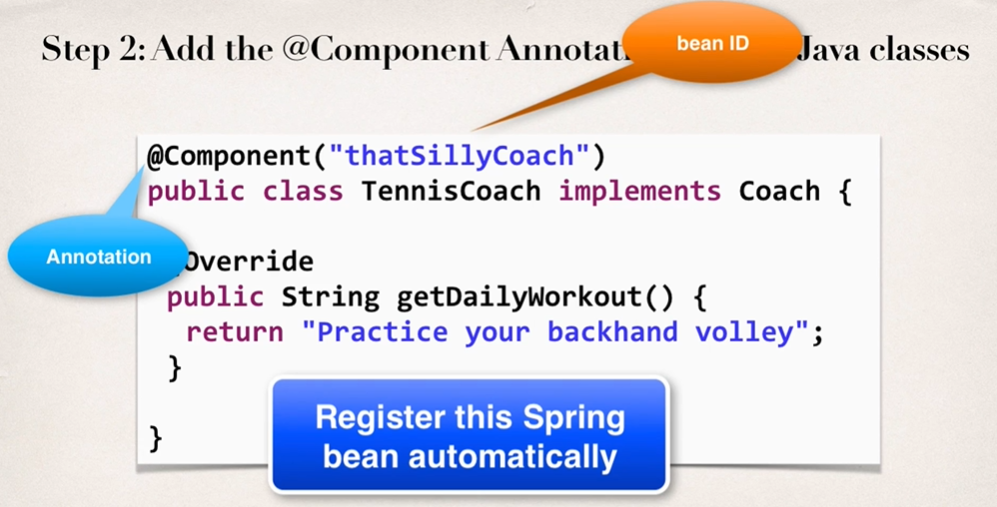 Step 2: Add the @Component Annotat Java classes
bean ID
@Component("thatSillyCoach")
public class TennisCoach implements Coach {
Annotation
Override
public String getDailyWorkout() {
return "Practice your backhand volley";
}
}
Register this Spring
bean automatically